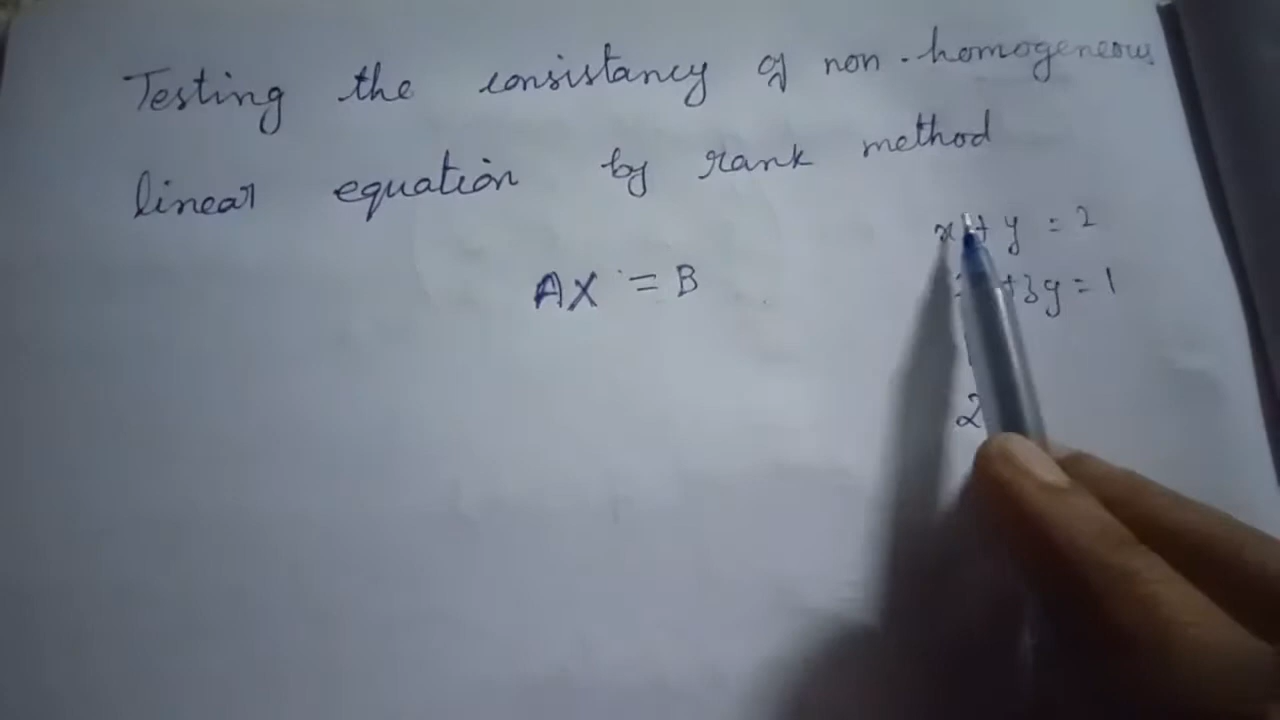 Testing the consistancy of non-homogeneous
linear equation by rank method
x + y = 2
AX = B
+3y = 1
2